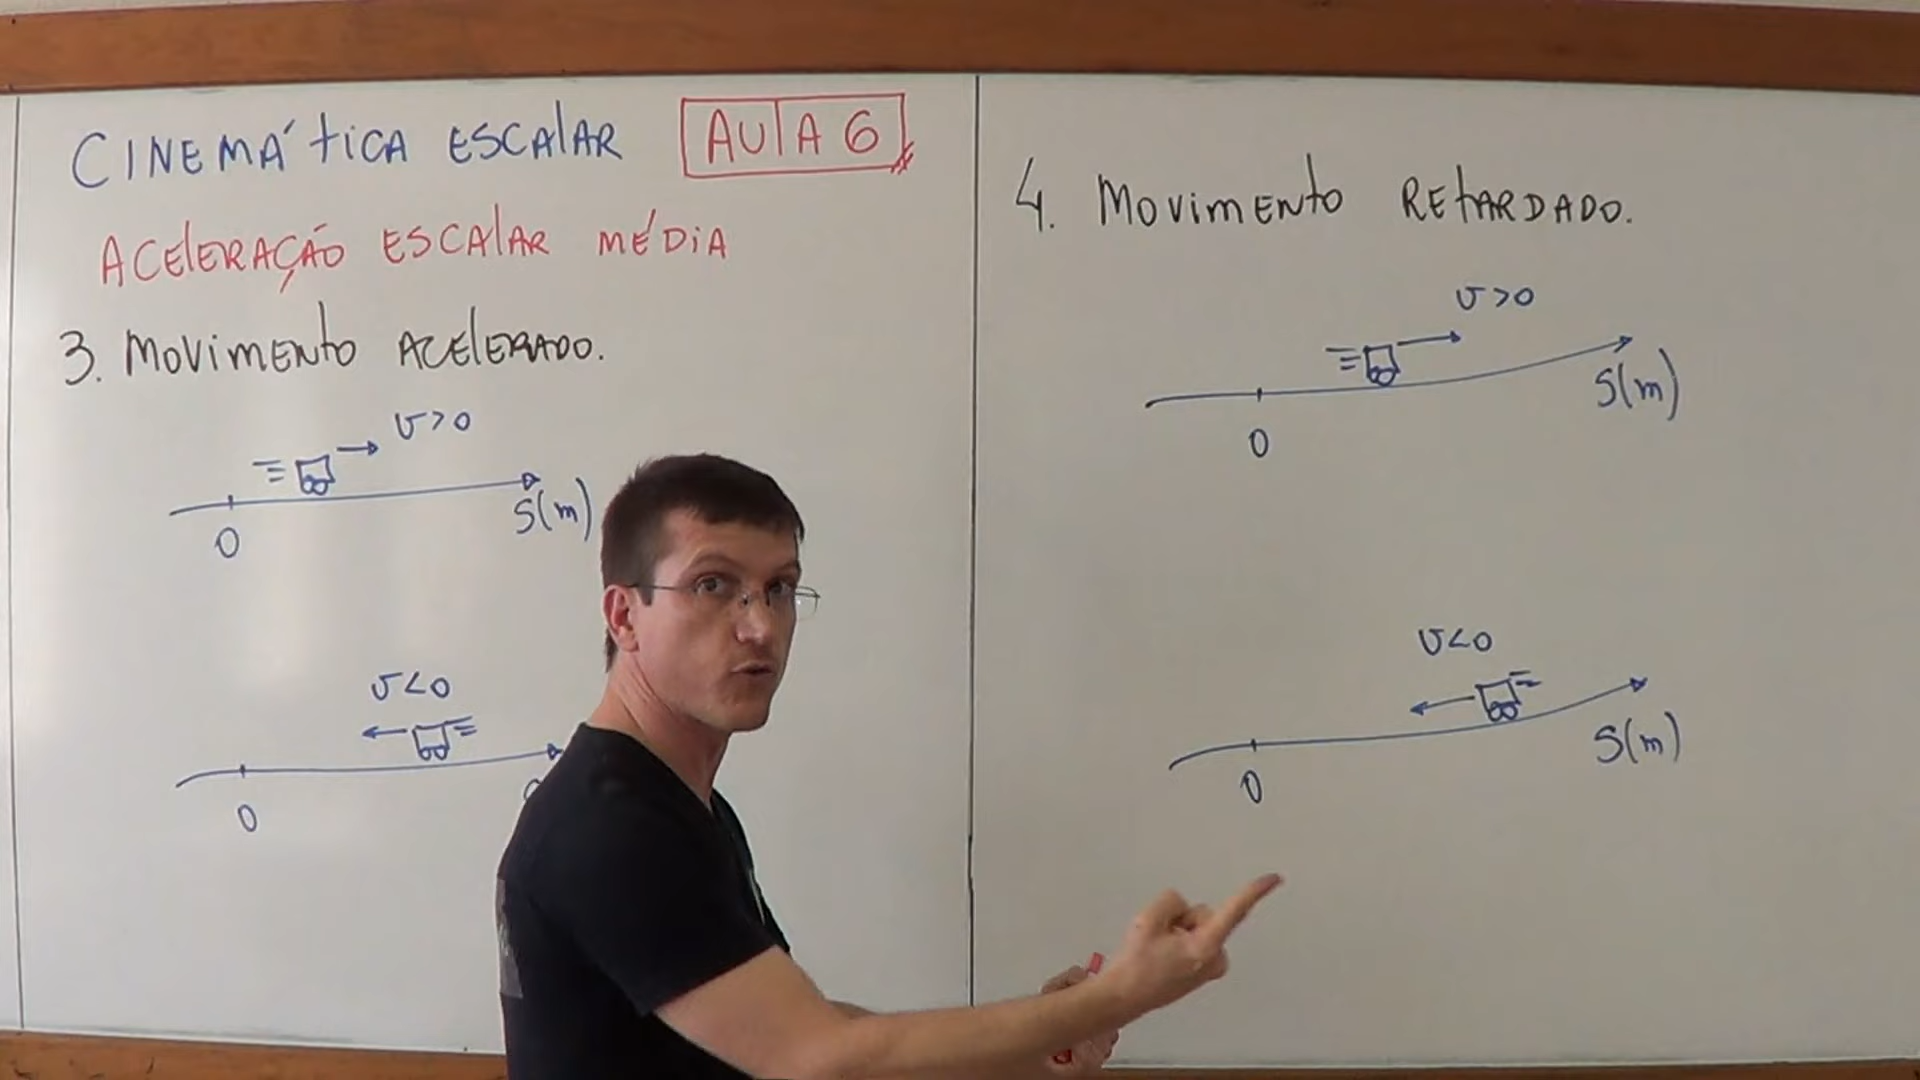 CINEMÁTICA ESCALAR AULA 6
ACELERAÇÃO ESCALAR MÉDIA
3. MOVIMENTO ACELERADO.
v>0
S(m)
0
v<0
0
4. MOVIMENTO RETARDADO.
v>0
S(m)
0
v<0
S(m)
0